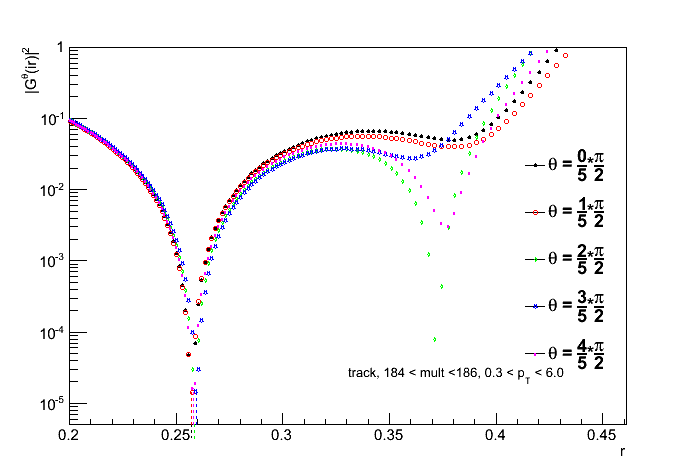 |G^θ(ir)|²
1
10⁻¹
10⁻²
10⁻³
10⁻⁴
10⁻⁵
θ = 0/5 * π/2
θ = 1/5 * π/2
θ = 2/5 * π/2
θ = 3/5 * π/2
θ = 4/5 * π/2
track, 184 < mult <186, 0.3 < p_T < 6.0
0.2 0.25 0.3 0.35 0.4 0.45
r